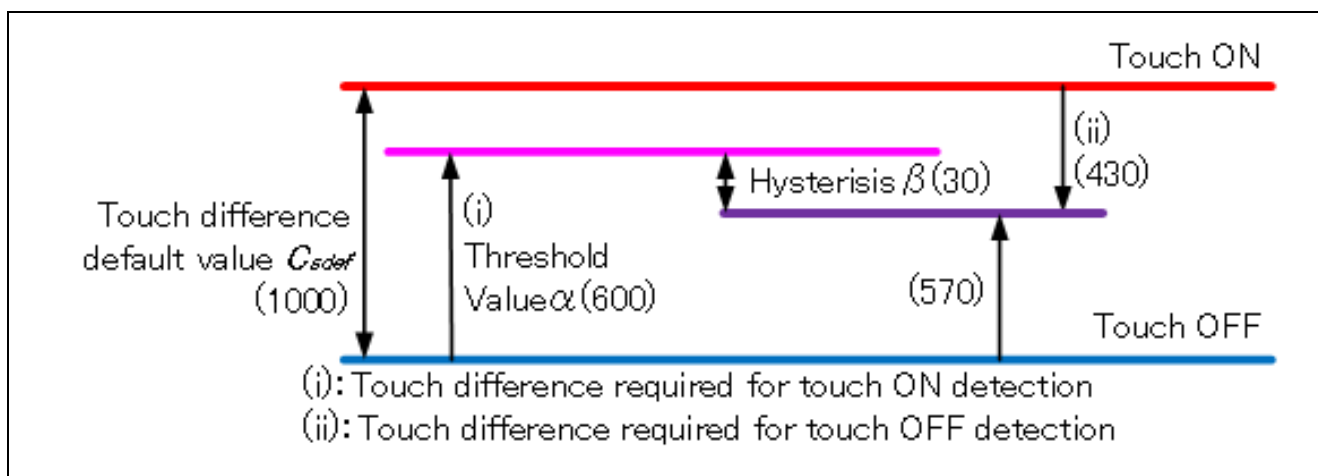 Touch ON
(ii)
(430)
Hysterisis β(30)
Touch difference
default value Csdef
(1000)
(i)
Threshold
Value α(600)
(570)
Touch OFF
(i): Touch difference required for touch ON detection
(ii): Touch difference required for touch OFF detection